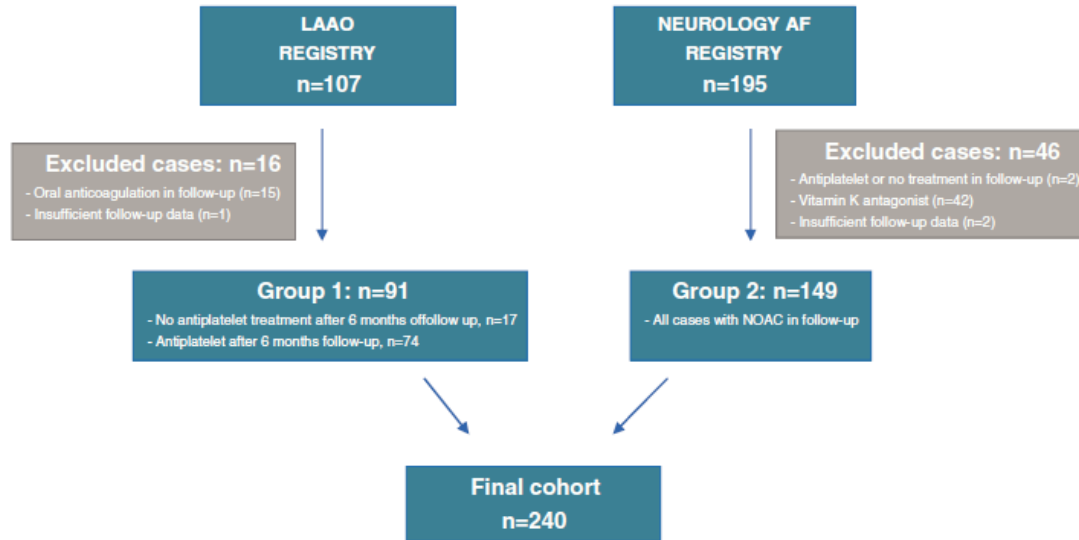 LAAO
REGISTRY
n=107
NEUROLOGY AF
REGISTRY
n=195
Excluded cases: n=16
- Oral anticoagulation in follow-up (n=15)
- Insufficient follow-up data (n=1)
Excluded cases: n=46
- Antiplatelet or no treatment in follow-up (n=2)
- Vitamin K antagonist (n=42)
- Insufficient follow-up data (n=2)
Group 1: n=91
- No antiplatelet treatment after 6 months offollow up, n=17
- Antiplatelet after 6 months follow-up, n=74
Group 2: n=149
- All cases with NOAC in follow-up
Final cohort
n=240